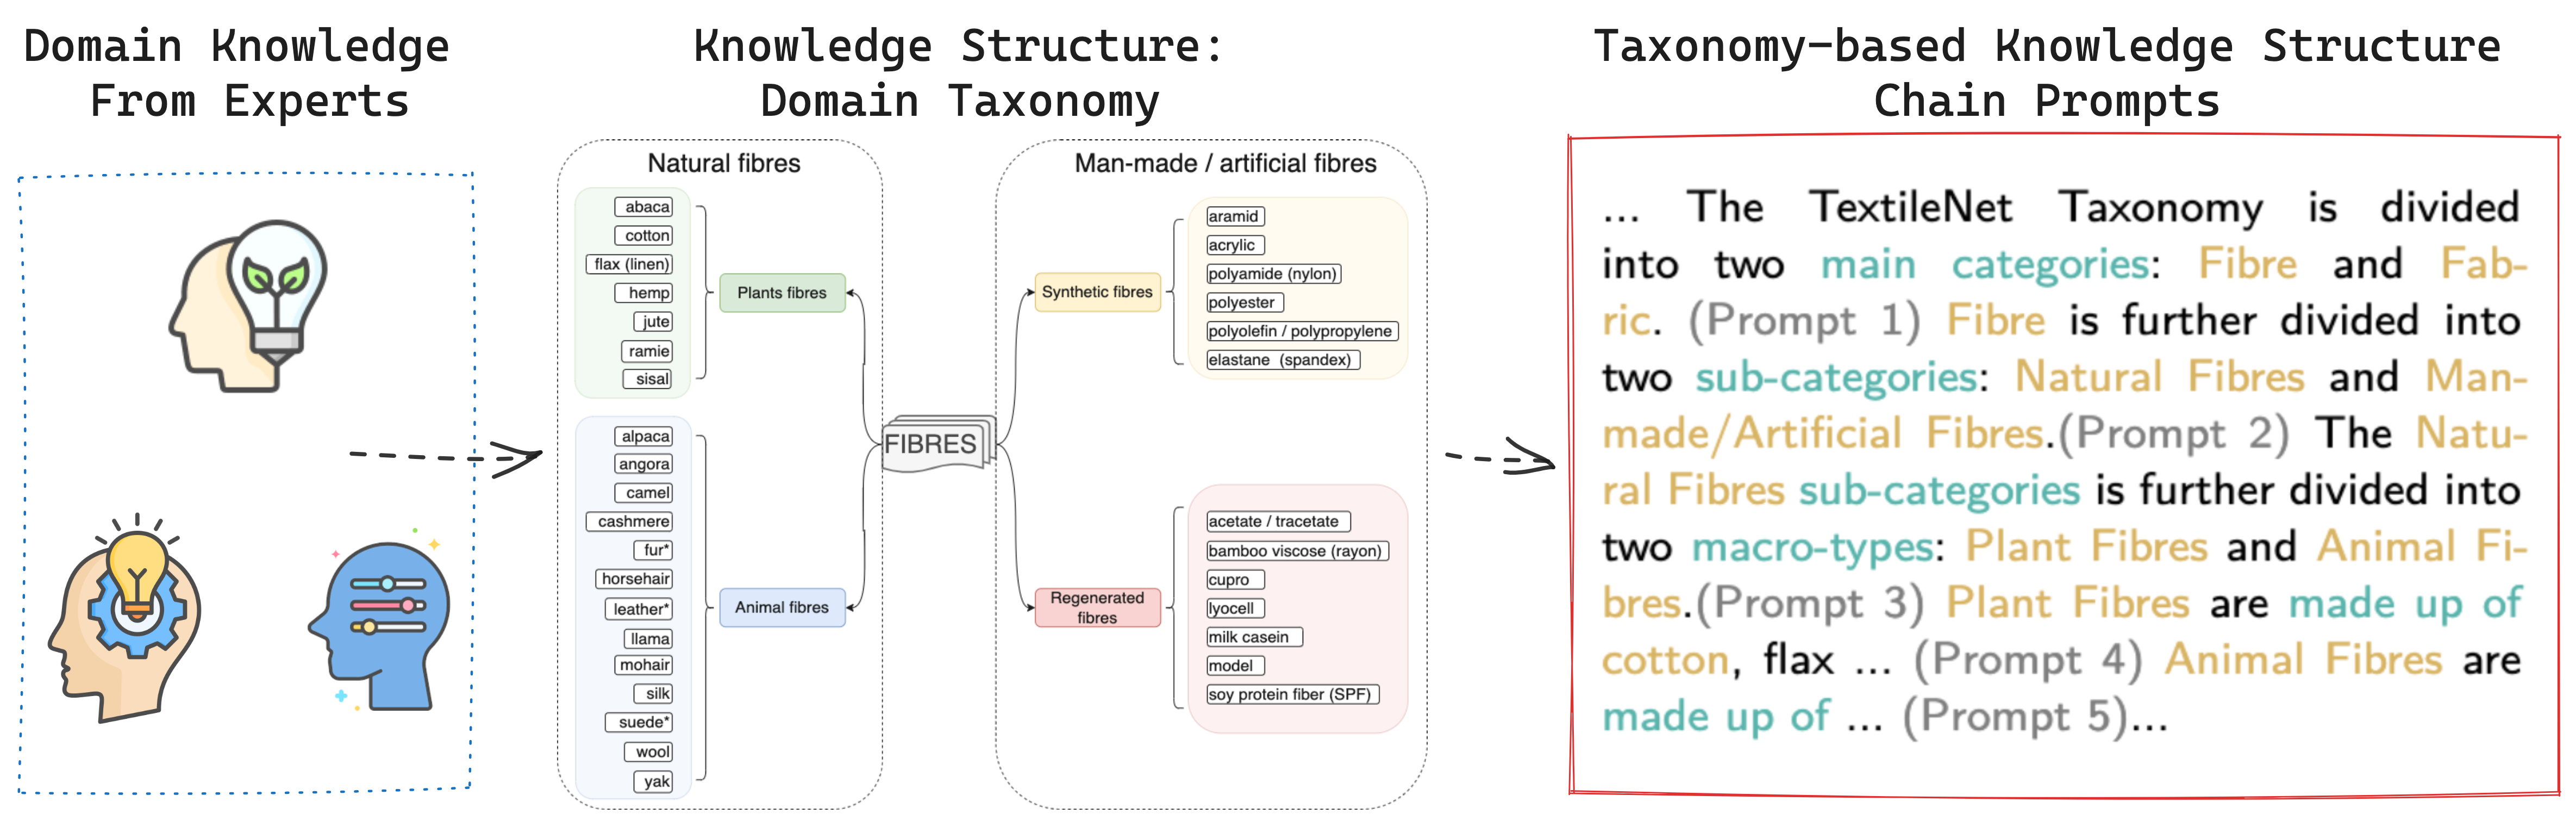 Domain Knowledge
From Experts
Knowledge Structure:
Domain Taxonomy
Natural fibres
abaca
cotton
flax (linen)
hemp
jute
ramie
sisal
Plants fibres
alpaca
angora
camel
cashmere
fur*
horsehair
leather*
llama
mohair
silk
suede*
wool
yak
Animal fibres
FIBRES
Man-made / artificial fibres
Synthetic fibres
aramid
acrylic
polyamide (nylon)
polyester
polyolefin / polypropylene
elastane (spandex)
Regenerated
fibres
acetate / tracetate
bamboo viscose (rayon)
cupro
lyocell
milk casein
model
soy protein fiber (SPF)
Taxonomy-based Knowledge Structure
Chain Prompts
... The TextileNet Taxonomy is divided
into two main categories: Fibre and Fab-
ric. (Prompt 1) Fibre is further divided into
two sub-categories: Natural Fibres and Man-
made/Artificial Fibres.(Prompt 2) The Natu-
ral Fibres sub-categories is further divided into
two macro-types: Plant Fibres and Animal Fi-
bres.(Prompt 3) Plant Fibres are made up of
cotton, flax ... (Prompt 4) Animal Fibres are
made up of ... (Prompt 5)...